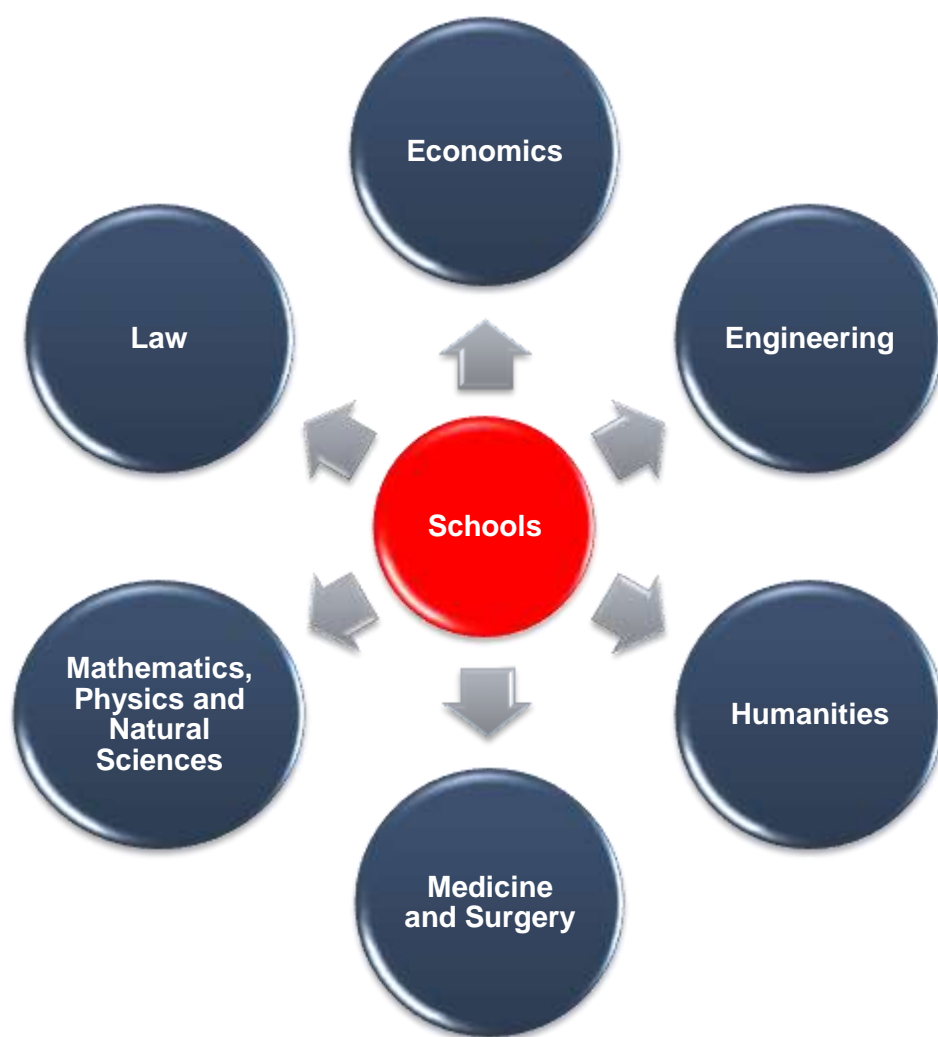 Economics
Law
Engineering
Schools
Mathematics,
Physics and
Natural
Sciences
Humanities
Medicine
and Surgery